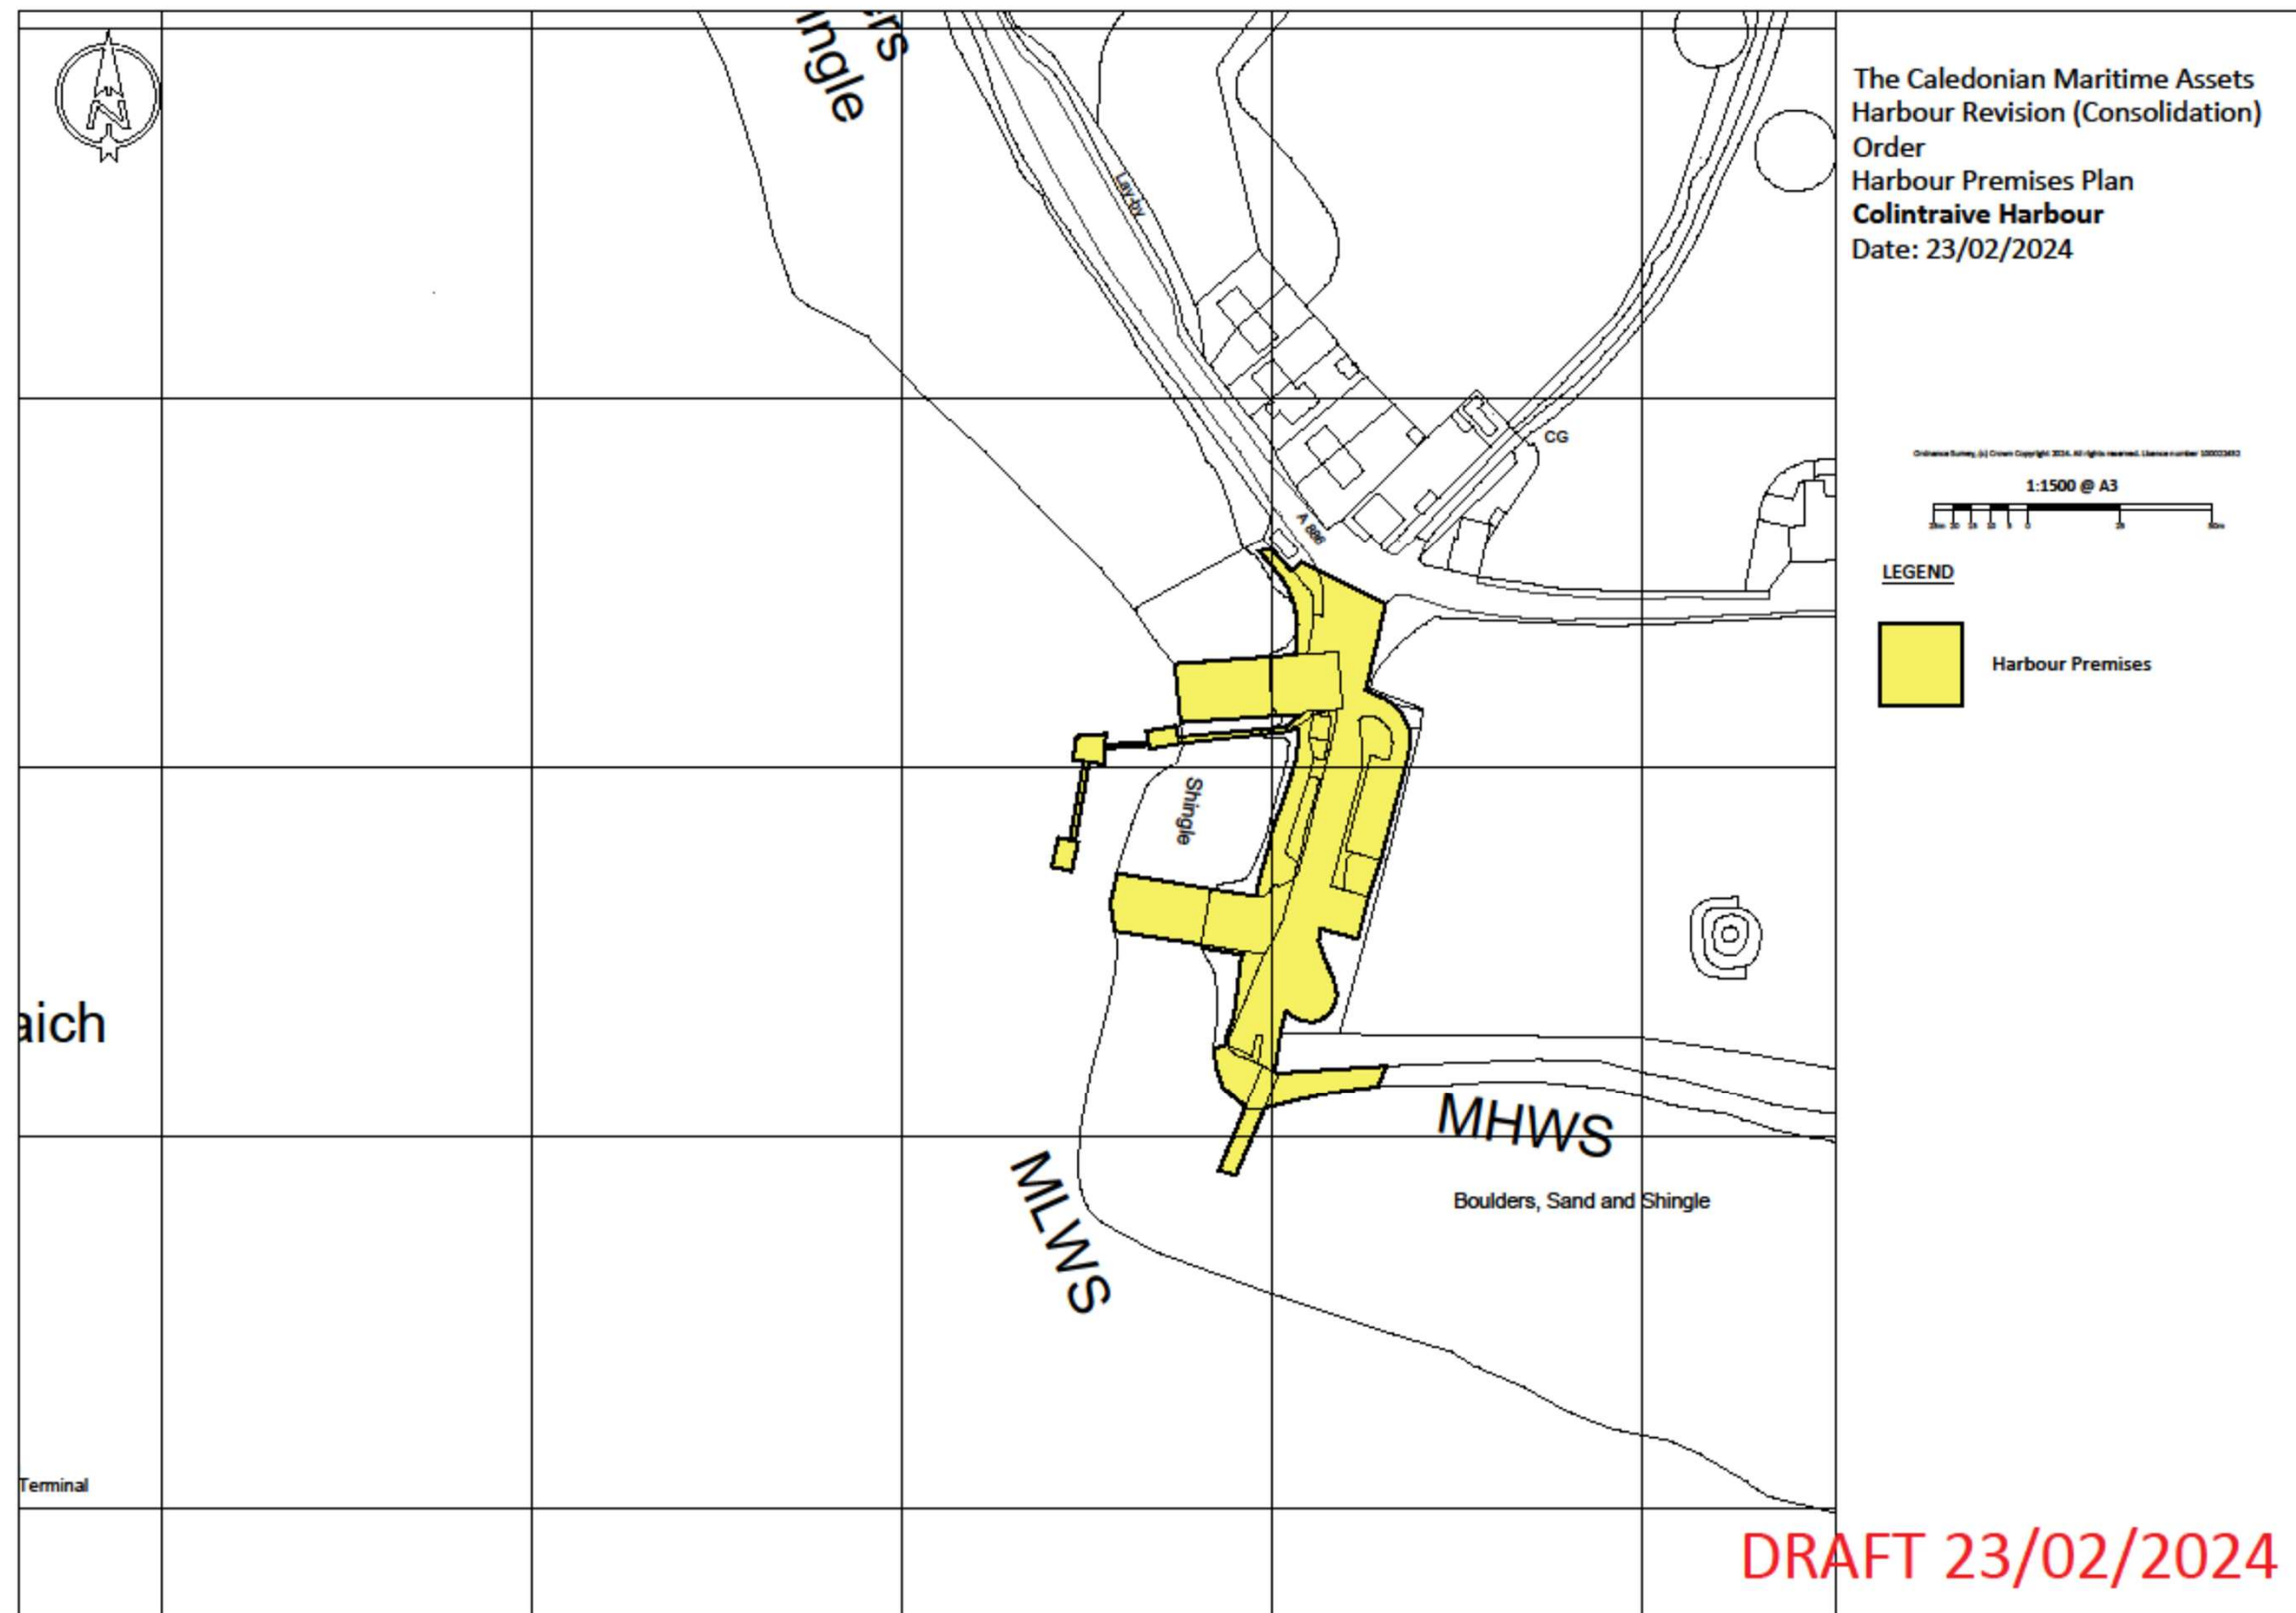 ers
ingle
Lay-by
The Caledonian Maritime Assets
Harbour Revision (Consolidation)
Order
Harbour Premises Plan
Colintraive Harbour
Date: 23/02/2024
CG
A 886
1:1500 @ A3
LEGEND
Harbour Premises
Shingle
aich
MHWS
MLWS
Boulders, Sand and Shingle
Terminal
DRAFT 23/02/2024